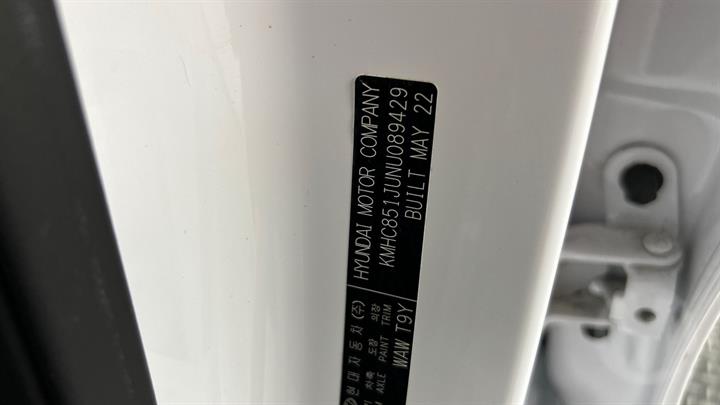 현대자동차(주) HYUNDAI MOTOR COMPANY
차축 도장 외장 KMHC851JUNU089429
AXLE PAINT TRIM BUILT MAY 22
WAW T9Y